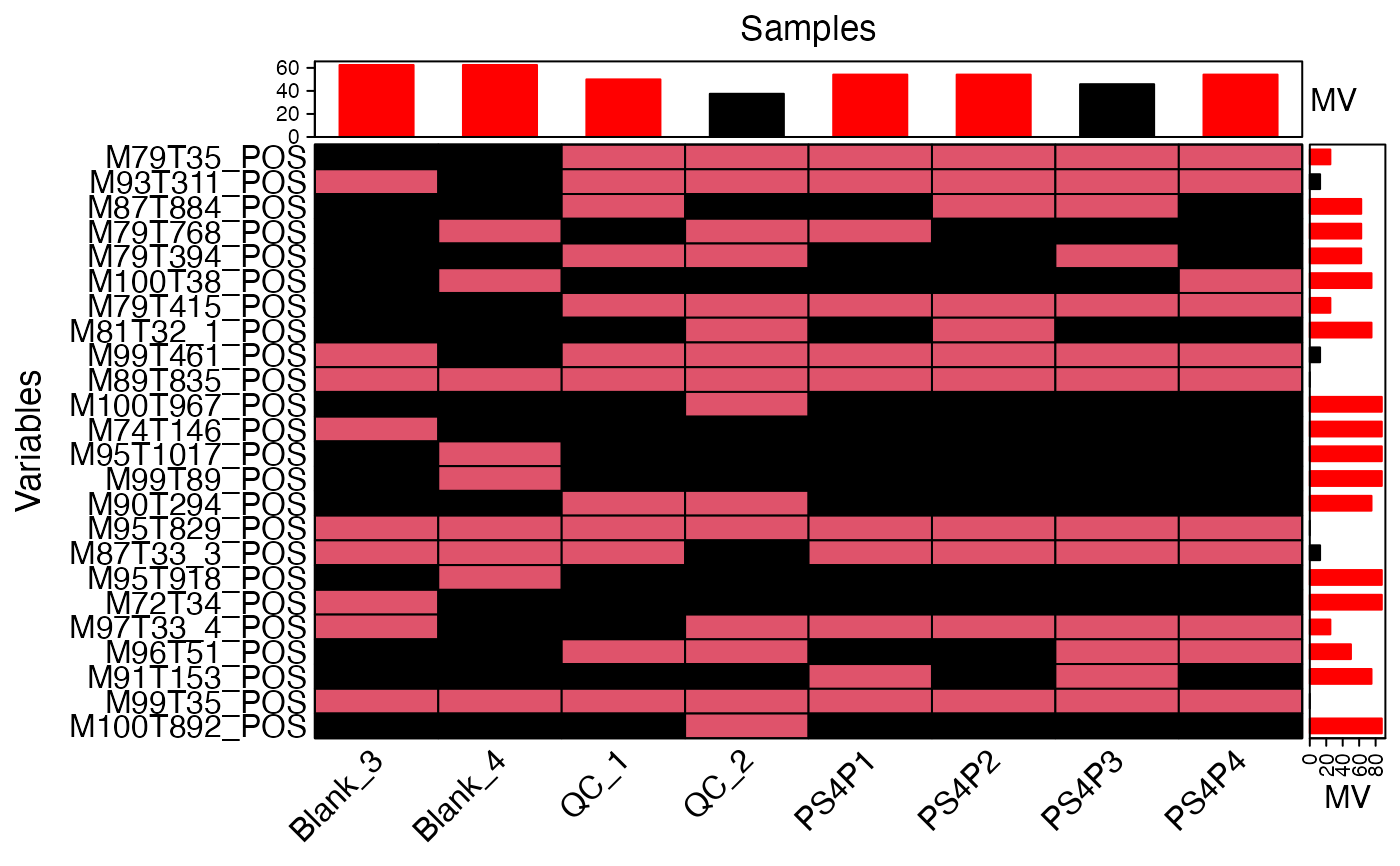 Samples
60
40
20
0
MV
Variables
M79T35_POS
M93T311_POS
M87T884_POS
M79T768_POS
M79T394_POS
M100T38_POS
M79T415_POS
M81T32_1_POS
M99T461_POS
M89T835_POS
M100T967_POS
M74T146_POS
M95T1017_POS
M99T89_POS
M90T294_POS
M95T829_POS
M87T33_3_POS
M95T918_POS
M72T34_POS
M97T33_4_POS
M96T51_POS
M91T153_POS
M99T35_POS
M100T892_POS
Blank_3 Blank_4 QC_1 QC_2 PS4P1 PS4P2 PS4P3 PS4P4
0 20 40 60 80
MV